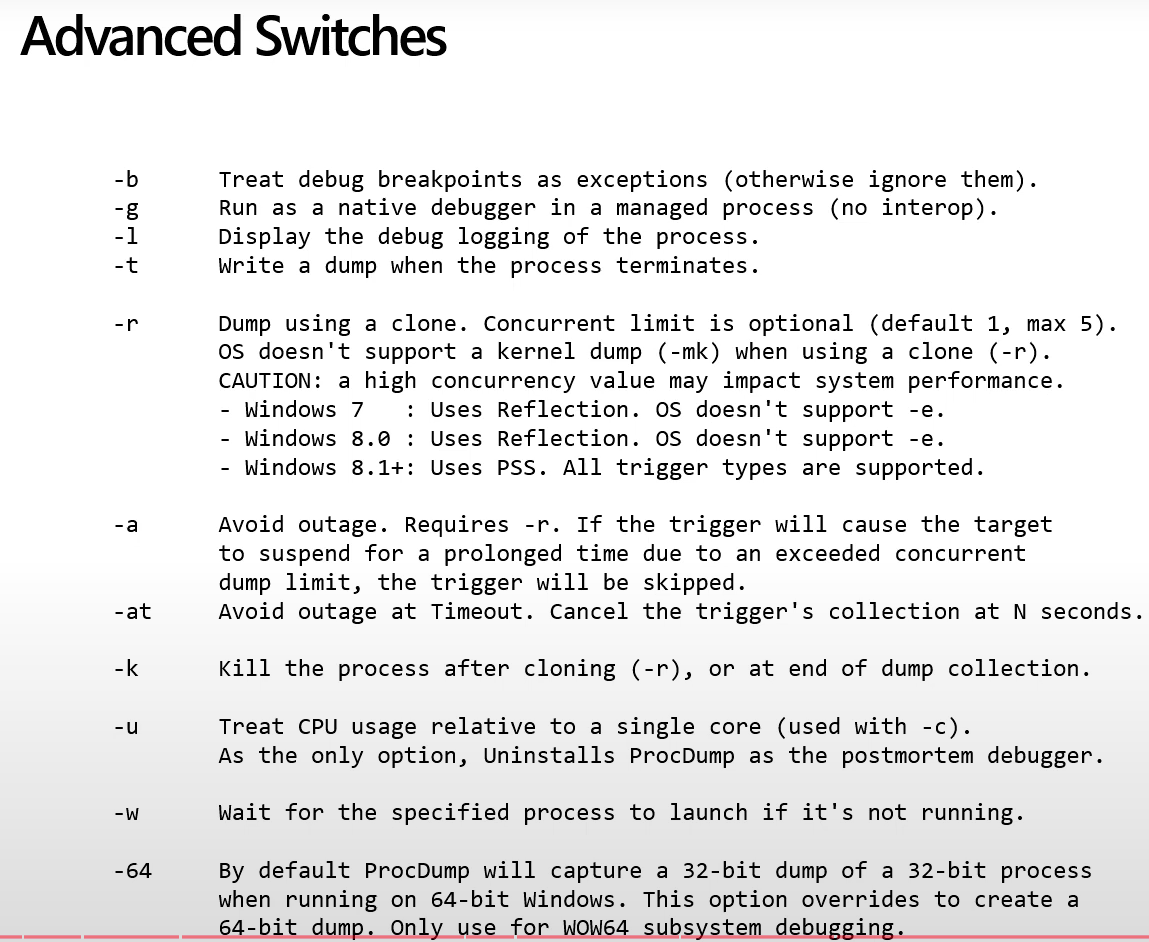 Advanced Switches
-b Treat debug breakpoints as exceptions (otherwise ignore them).
-g Run as a native debugger in a managed process (no interop).
-l Display the debug logging of the process.
-t Write a dump when the process terminates.
-r Dump using a clone. Concurrent limit is optional (default 1, max 5).
OS doesn't support a kernel dump (-mk) when using a clone (-r).
CAUTION: a high concurrency value may impact system performance.
- Windows 7   : Uses Reflection. OS doesn't support -e.
- Windows 8.0 : Uses Reflection. OS doesn't support -e.
- Windows 8.1+: Uses PSS. All trigger types are supported.
-a Avoid outage. Requires -r. If the trigger will cause the target
to suspend for a prolonged time due to an exceeded concurrent
dump limit, the trigger will be skipped.
-at Avoid outage at Timeout. Cancel the trigger's collection at N seconds.
-k Kill the process after cloning (-r), or at end of dump collection.
-u Treat CPU usage relative to a single core (used with -c).
As the only option, Uninstalls ProcDump as the postmortem debugger.
-w Wait for the specified process to launch if it's not running.
-64 By default ProcDump will capture a 32-bit dump of a 32-bit process
when running on 64-bit Windows. This option overrides to create a
64-bit dump. Only use for WOW64 subsystem debugging.